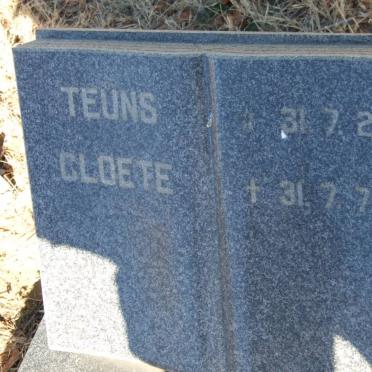 TEUNS
CLOETE
* 31. 7. 2
† 31. 7. 7